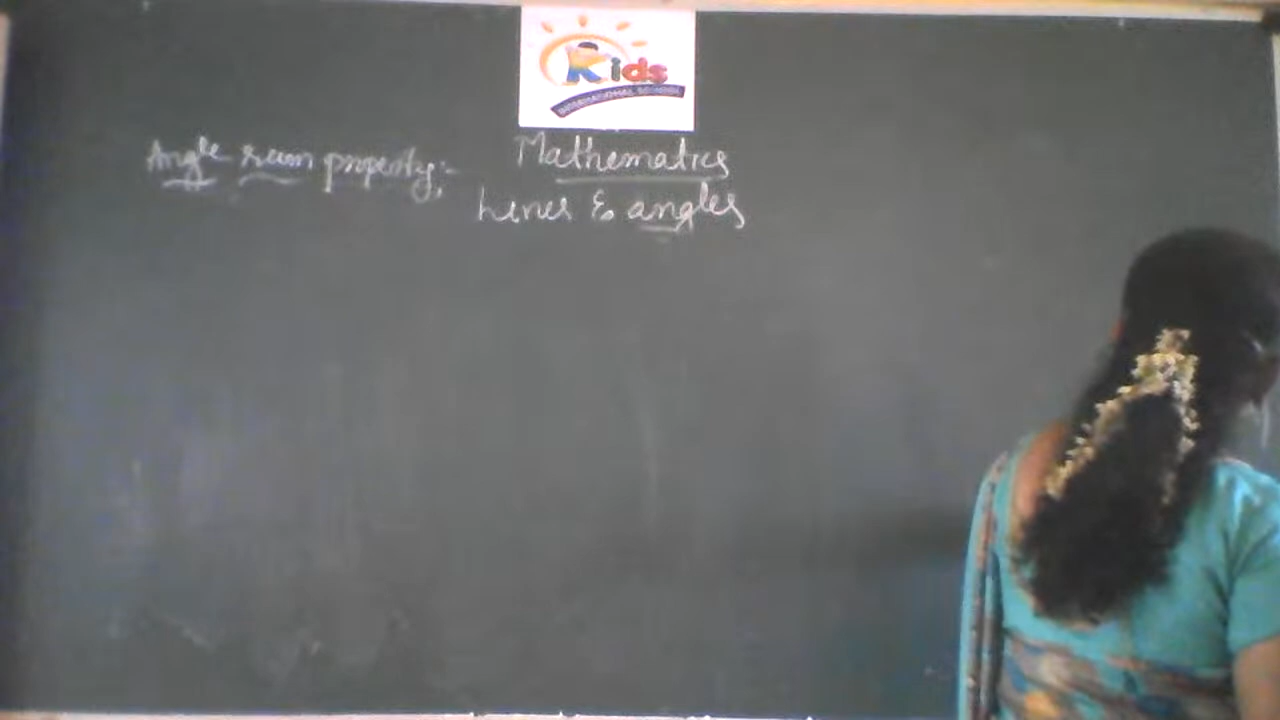 Kids
INTERNATIONAL SCHOOL
Mathematics
Angle sum property:-
Lines & angles